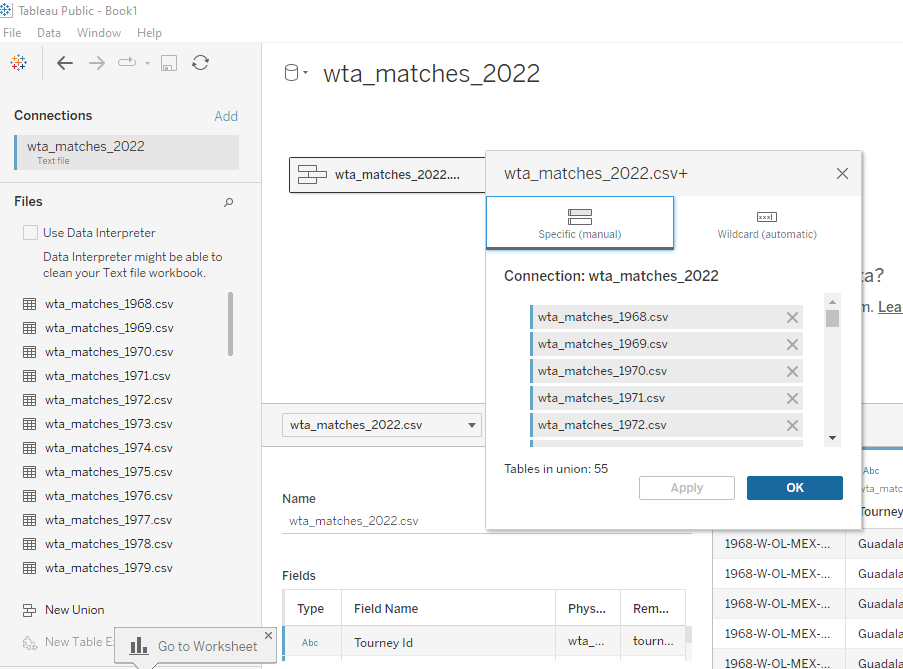 Tableau Public - Book1
File Data Window Help
wta_matches_2022
Connections
Add
wta_matches_2022
Text file
Files
Use Data Interpreter
Data Interpreter might be able to
clean your Text file workbook.
wta_matches_1968.csv
wta_matches_1969.csv
wta_matches_1970.csv
wta_matches_1971.csv
wta_matches_1972.csv
wta_matches_1973.csv
wta_matches_1974.csv
wta_matches_1975.csv
wta_matches_1976.csv
wta_matches_1977.csv
wta_matches_1978.csv
wta_matches_1979.csv
New Union
New Table E
Go to Worksheet
wta_matches_2022....
wta_matches_2022.csv+
Specific (manual)
Wildcard (automatic)
Connection: wta_matches_2022
wta_matches_1968.csv
wta_matches_1969.csv
wta_matches_1970.csv
wta_matches_1971.csv
wta_matches_1972.csv
Tables in union: 55
Apply OK
ta?
m. Lea
wta_matches_2022.csv
Name
wta_matches_2022.csv
Fields
Type Field Name Phys... Rem...
Abc Tourney Id wta_... tourn...
Abc
wta_matc
Tourney
1968-W-OL-MEX-... Guadala
1968-W-OL-MEX-... Guadala
1968-W-OL-MEX-... Guadala
1968-W-OL-MEX-... Guadala
1968-W-OL-MEX-... Guadala